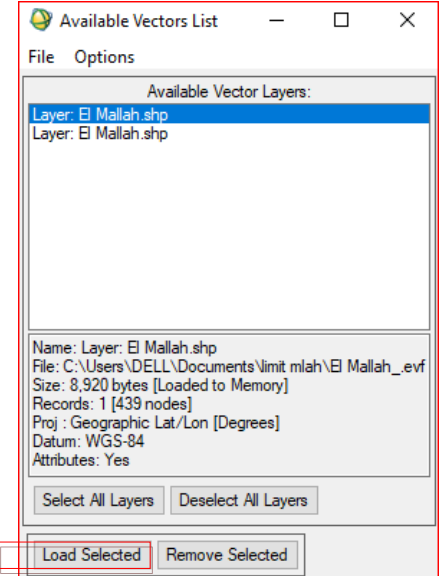 Available Vectors List
File Options
Available Vector Layers:
Layer: El Mallah.shp
Layer: El Mallah.shp
Name: Layer: El Mallah.shp
File: C:\Users\DELL\Documents\limit mlah\El Mallah_.evf
Size: 8,920 bytes [Loaded to Memory]
Records: 1 [439 nodes]
Proj : Geographic Lat/Lon [Degrees]
Datum: WGS-84
Attributes: Yes
Select All Layers Deselect All Layers
Load Selected Remove Selected